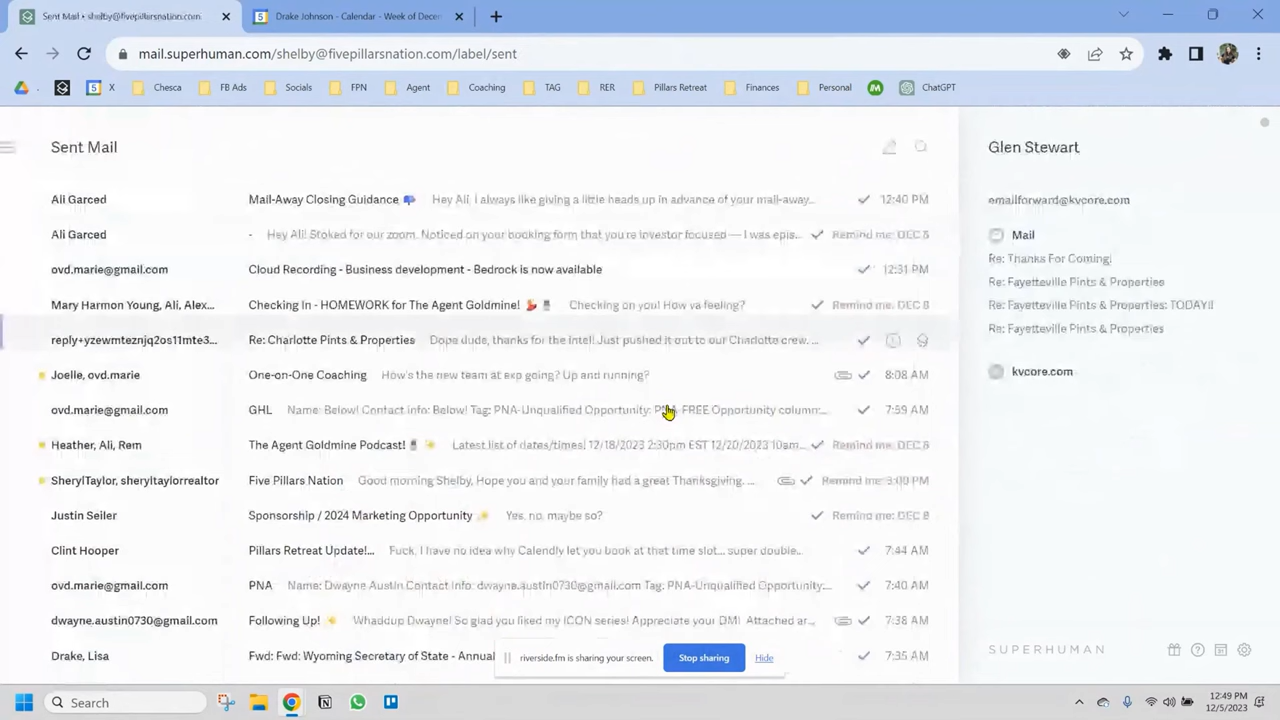 Sent Mail • shelby@fivepillarsnation.com
Drake Johnson - Calendar - Week of Decem
mail.superhuman.com/shelby@fivepillarsnation.com/label/sent
X Chesca FB Ads Socials FPN Agent Coaching TAG RER Pillars Retreat Finances Personal ChatGPT
Sent Mail
Ali Garced Mail-Away Closing Guidance Hey Ali, I always like giving a little heads up in advance of your mail-away... 12:40 PM
Ali Garced - Hey Ali! Stoked for our zoom. Noticed on your booking form that you're investor focused — I was epis... Remind me: DEC
ovd.marie@gmail.com Cloud Recording - Business development - Bedrock is now available 12:31 PM
Mary Harmon Young, Ali, Alex... Checking In - HOMEWORK for The Agent Goldmine! Checking on you! How ya feeling? Remind me: DEC 8
reply+yzewmteznjq2os11mte3... Re: Charlotte Pints & Properties Dope dude, thanks for the intel! Just pushed it out to our Charlotte crew. ...
Joelle, ovd.marie One-on-One Coaching How's the new team at exp going? Up and running? 8:08 AM
ovd.marie@gmail.com GHL Name: Below! Contact info: Below! Tag: PNA-Unqualified Opportunity: PNA-FREE Opportunity column:... 7:59 AM
Heather, Ali, Rem The Agent Goldmine Podcast! Latest list of dates/times! 12/18/2023 2:30pm EST 12/20/2023 10am... Remind me: DEC
SherylTaylor, sheryltaylorrealtor Five Pillars Nation Good morning Shelby, Hope you and your family had a great Thanksgiving. ... Remind me: 3:00 PM
Justin Seiler Sponsorship / 2024 Marketing Opportunity Yes, no, maybe so? Remind me: DEC 8
Clint Hooper Pillars Retreat Update!... Fuck, I have no idea why Calendly let you book at that time slot... super double... 7:44 AM
ovd.marie@gmail.com PNA Name: Dwayne Austin Contact Info: dwayne.austin0730@gmail.com Tag: PNA-Unqualified Opportunity:... 7:40 AM
dwayne.austin0730@gmail.com Following Up! Whaddup Dwayne! So glad you liked my ICON series! Appreciate your DM! Attached ar... 7:38 AM
Drake, Lisa Fwd: Fwd: Wyoming Secretary of State - Annual 7:35 AM
Glen Stewart
emailforward@kvcore.com
Mail
Re: Thanks For Coming!
Re: Fayetteville Pints & Properties
Re: Fayetteville Pints & Properties: TODAY!!
Re: Fayetteville Pints & Properties
kvcore.com
SUPERHUMAN
riverside.fm is sharing your screen. Stop sharing Hide
Search
12:49 PM
12/5/2023